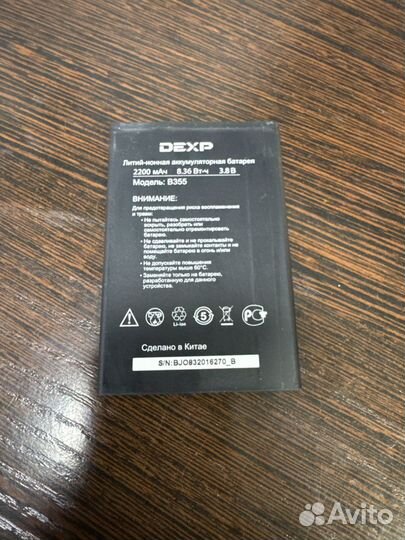 DEXP
Литий-ионная аккумуляторная батарея
2200 мАч 8.36 Вт-ч 3.8 В
Модель: B355
ВНИМАНИЕ:
Для предотвращения риска воспламенения
и травм:
• Не пытайтесь самостоятельно
вскрыть, разобрать или самостоятельно
отремонтировать
батарею.
• Не сдавливайте и не прокалывайте
батарею, не замыкайте контакты и не
помещайте батарею в огонь и/или
воду.
• Не допускайте повышения
температуры выше 60°С.
• Заменяйте только на батарею,
разработанную для данного
устройства.
Li-ion
5
РС
Сделано в Китае
S/N:BJO832016270_B
Avito